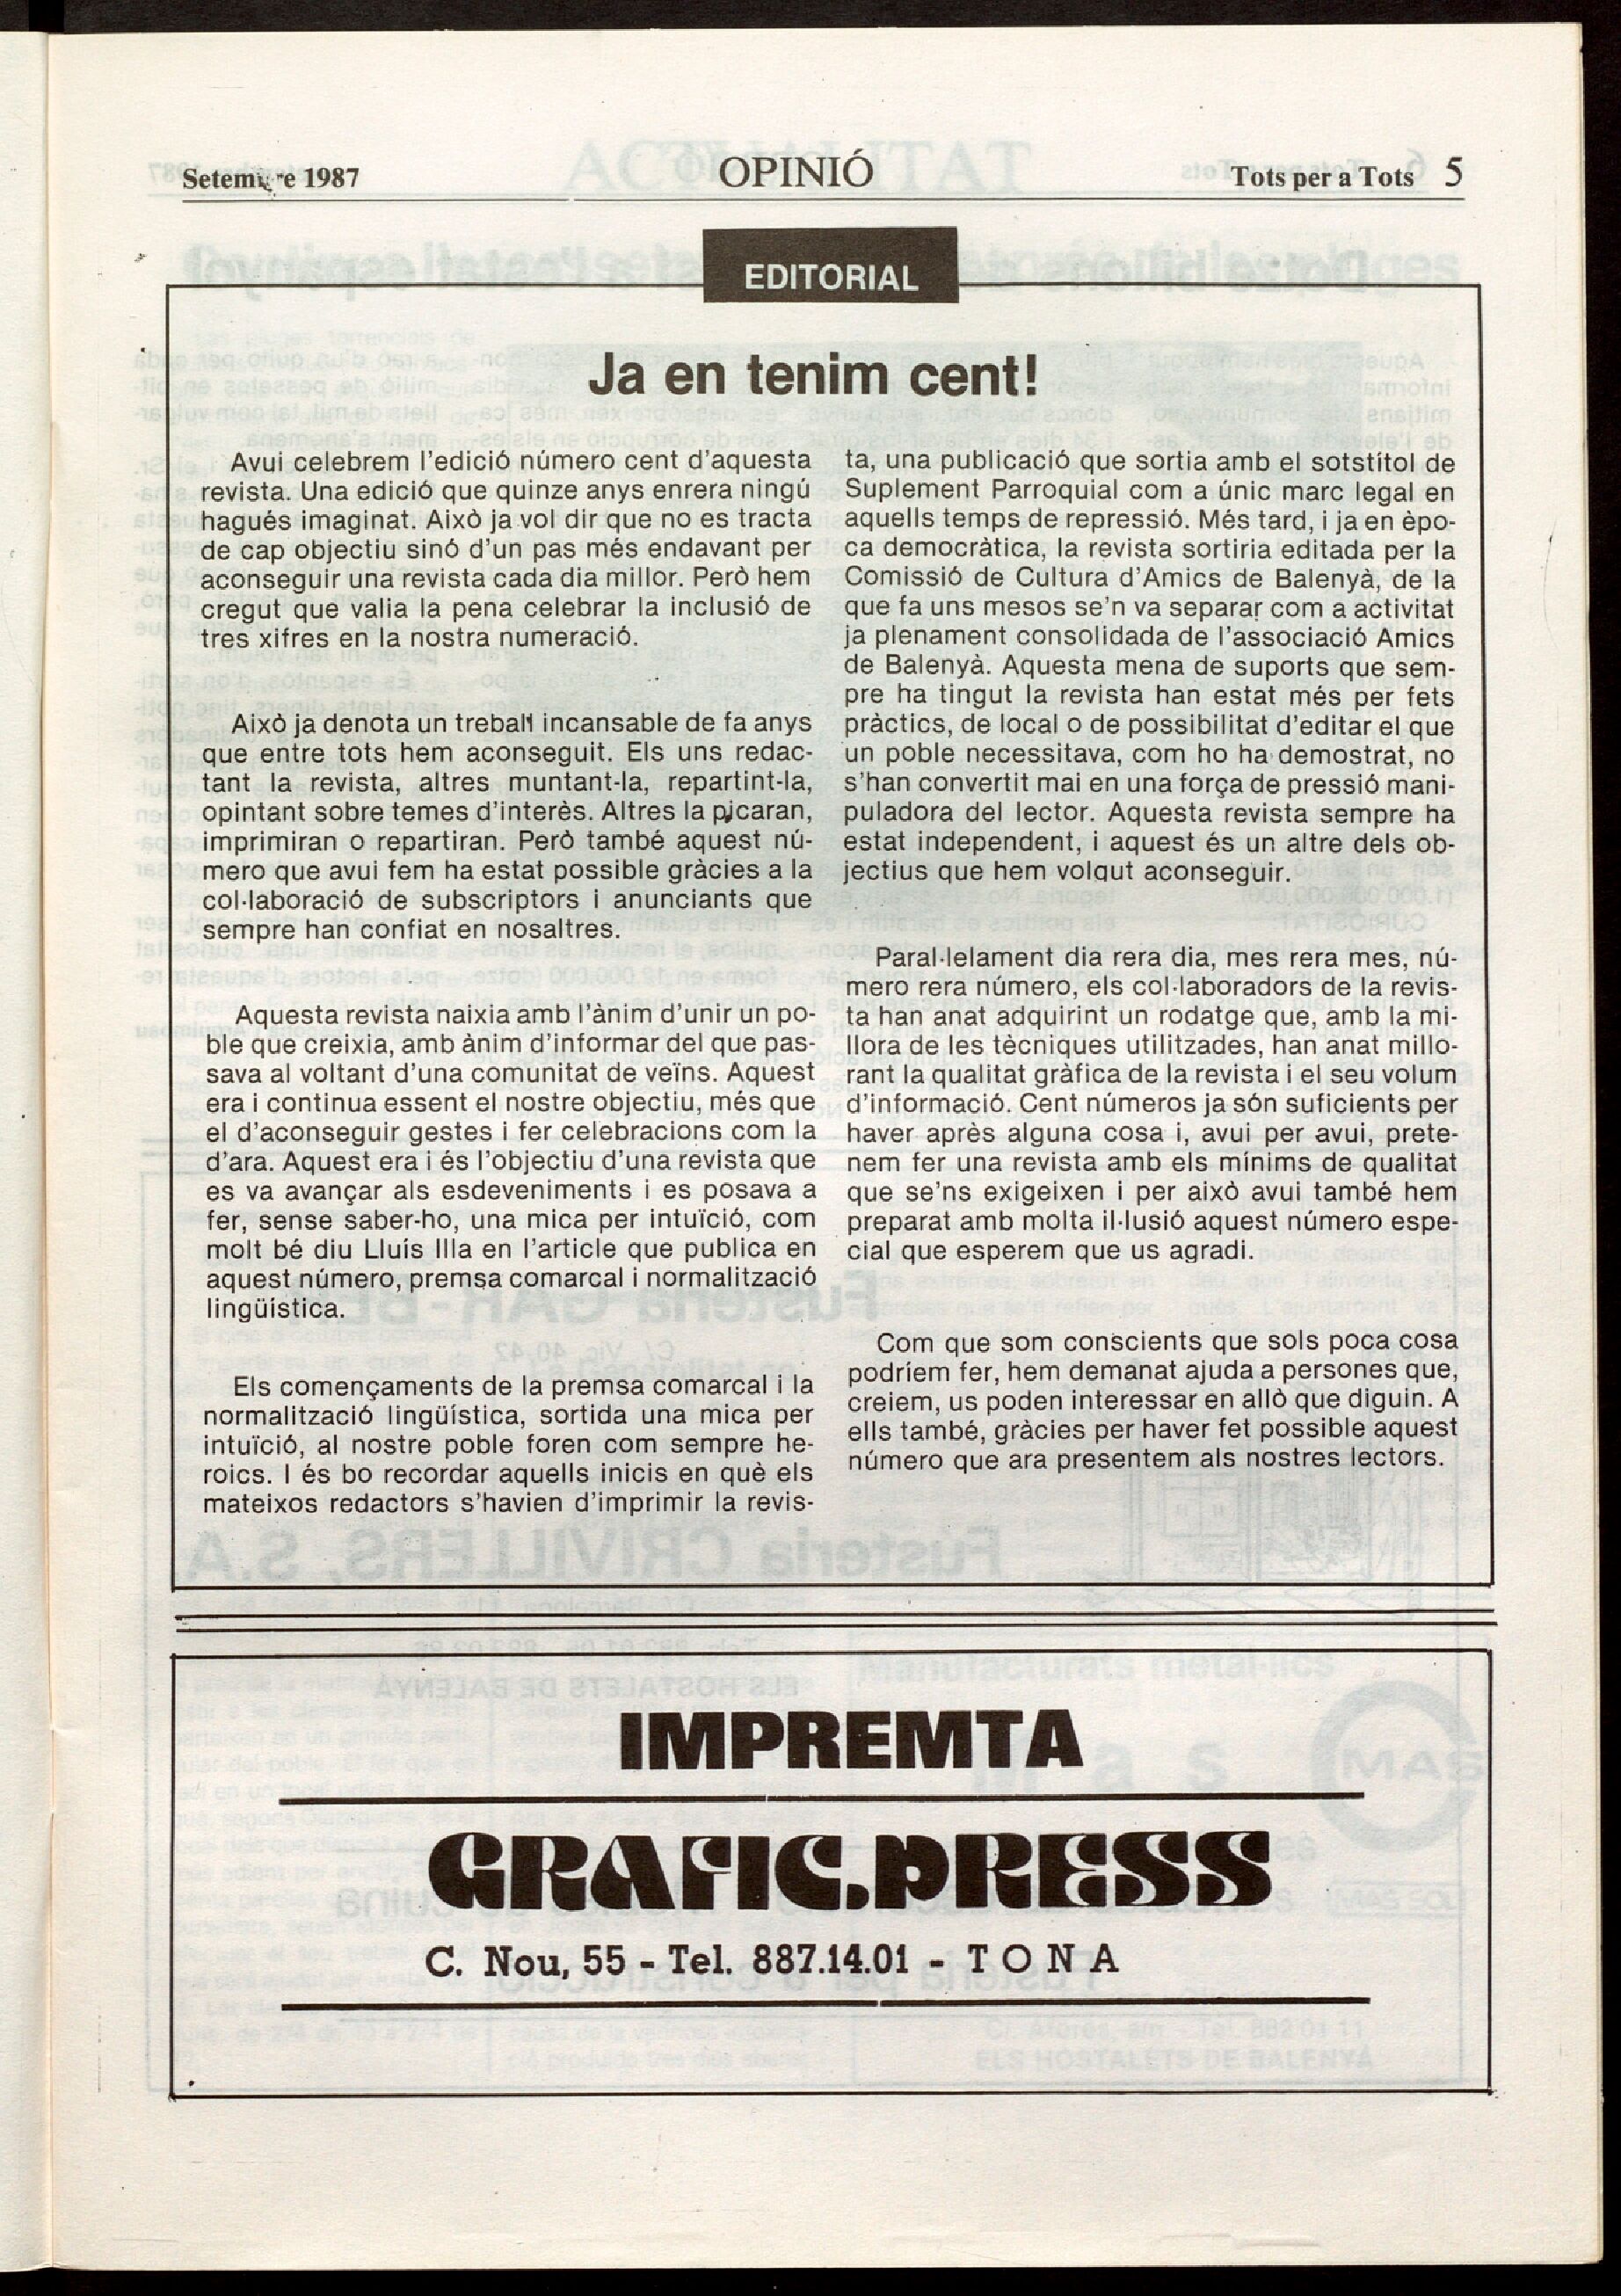 Setembre 1987
OPINIÓ
Tots per a Tots 5
EDITORIAL
Ja en tenim cent!
Avui celebrem l'edició número cent d'aquesta
revista. Una edició que quinze anys enrera ningú
hagués imaginat. Això ja vol dir que no es tracta
de cap objectiu sinó d'un pas més endavant per
aconseguir una revista cada dia millor. Però hem
cregut que valia la pena celebrar la inclusió de
tres xifres en la nostra numeració.
Això ja denota un treball incansable de fa anys
que entre tots hem aconseguit. Els uns redac-
tant la revista, altres muntant-la, repartint-la,
opintant sobre temes d'interès. Altres la picaran,
imprimiran o repartiran. Però també aquest nú-
mero que avui fem ha estat possible gràcies a la
col·laboració de subscriptors i anunciants que
sempre han confiat en nosaltres.
Aquesta revista naixia amb l'ànim d'unir un po-
ble que creixia, amb ànim d'informar del que pas-
sava al voltant d'una comunitat de veïns. Aquest
era i continua essent el nostre objectiu, més que
el d'aconseguir gestes i fer celebracions com la
d'ara. Aquest era i és l'objectiu d'una revista que
es va avançar als esdeveniments i es posava a
fer, sense saber-ho, una mica per intuïció, com
molt bé diu Lluís Illa en l'article que publica en
aquest número, premsa comarcal i normalització
lingüística.
Els començaments de la premsa comarcal i la
normalització lingüística, sortida una mica per
intuïció, al nostre poble foren com sempre he-
roics. I és bo recordar aquells inicis en què els
mateixos redactors s'havien d'imprimir la revis-
ta, una publicació que sortia amb el sotstítol de
Suplement Parroquial com a únic marc legal en
aquells temps de repressió. Més tard, i ja en èpo-
ca democràtica, la revista sortiria editada per la
Comissió de Cultura d'Amics de Balenyà, de la
que fa uns mesos se'n va separar com a activitat
ja plenament consolidada de l'associació Amics
de Balenyà. Aquesta mena de suports que sem-
pre ha tingut la revista han estat més per fets
pràctics, de local o de possibilitat d'editar el que
un poble necessitava, com ho ha demostrat, no
s'han convertit mai en una força de pressió mani-
puladora del lector. Aquesta revista sempre ha
estat independent, i aquest és un altre dels ob-
jectius que hem volgut aconseguir.
Paral·lelament dia rera dia, mes rera mes, nú-
mero rera número, els col·laboradors de la revis-
ta han anat adquirint un rodatge que, amb la mi-
llora de les tècniques utilitzades, han anat millo-
rant la qualitat gràfica de la revista i el seu volum
d'informació. Cent números ja són suficients per
haver après alguna cosa i, avui per avui, prete-
nem fer una revista amb els mínims de qualitat
que se'ns exigeixen i per això avui també hem
preparat amb molta il·lusió aquest número espe-
cial que esperem que us agradi.
Com que som conscients que sols poca cosa
podríem fer, hem demanat ajuda a persones que,
creiem, us poden interessar en allò que diguin. A
ells també, gràcies per haver fet possible aquest
número que ara presentem als nostres lectors.
IMPREMTA
GRAFIC.PRESS
C. Nou, 55 - Tel. 887.14.01 - TONA